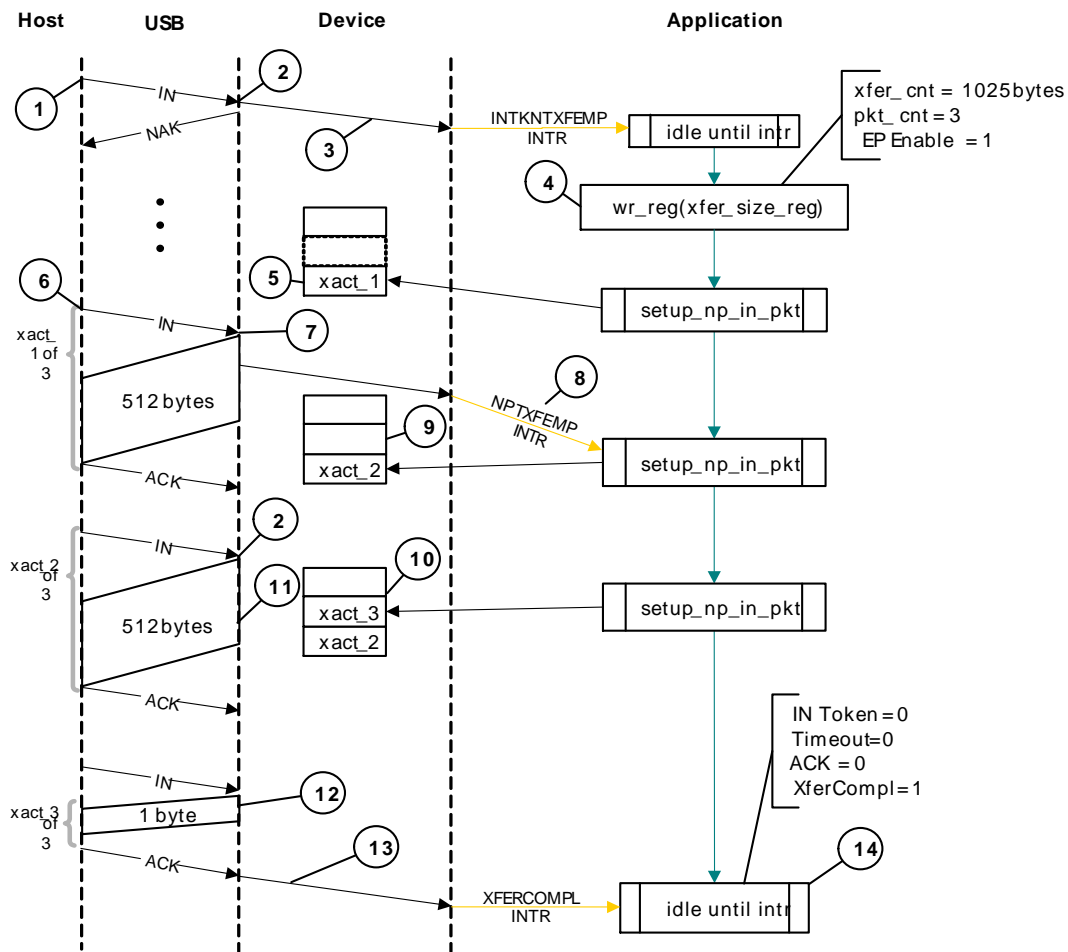 Host
USB
Device
Application
1
IN
2
NAK
3
INTKNTXFEMP
INTR
idle until intr
xfer_cnt = 1025 bytes
pkt_cnt = 3
EP Enable = 1
4
wr_reg(xfer_size_reg)
5
xact_1
setup_np_in_pkt
6
xact_
1 of
3
IN
7
512 bytes
8
NPTXFEMP
INTR
9
xact_2
setup_np_in_pkt
ACK
2
xact_2
of
3
IN
10
11
512 bytes
xact_3
xact_2
setup_np_in_pkt
ACK
IN Token = 0
Timeout=0
ACK = 0
XferCompl = 1
IN
12
xact_3
of
3
1 byte
13
ACK
14
XFERCOMPL
INTR
idle until intr